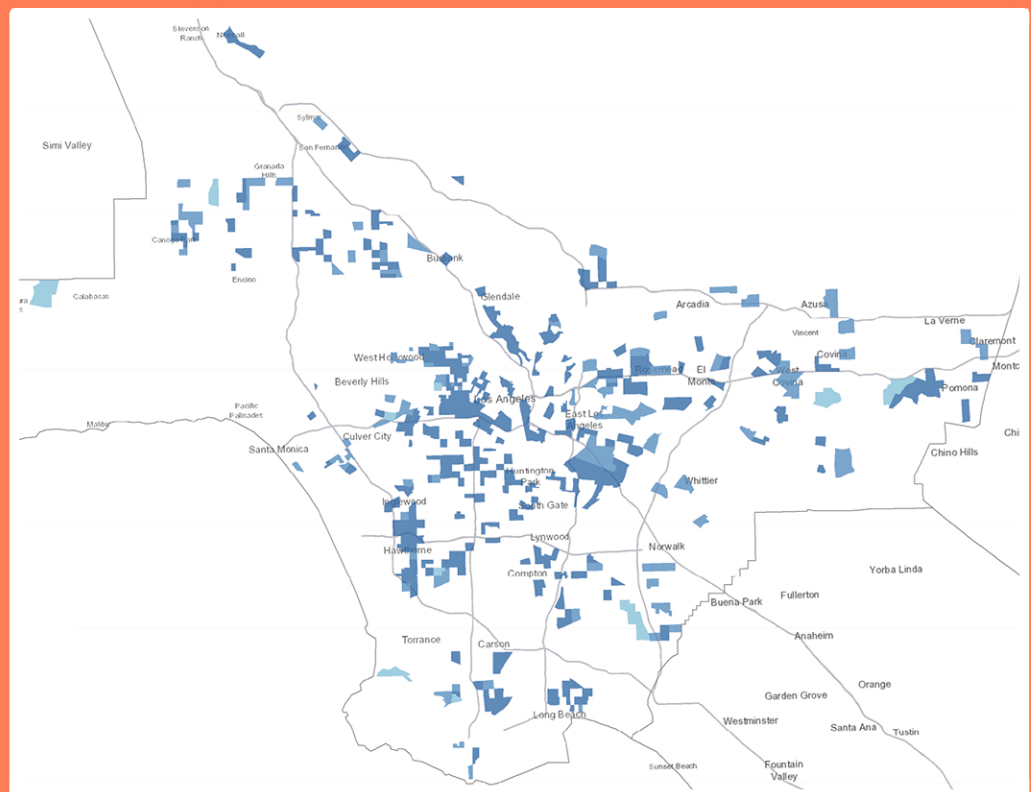 Stevenson
Ranch
Newhall
Sylmar
San Fernando
Simi Valley
Granada
Hills
Canoga Park
Encino
Burbank
Calabasas
Glendale
Arcadia
Azusa
La Verne
Vincent
Claremont
West Hollywood
Covina
Rosemead
El
Monte
West
Covina
Montc
Beverly Hills
Pomona
Los Angeles
Pacific
Palisades
East Los
Angeles
Malibu
Culver City
Chi
Santa Monica
Chino Hills
Huntington
Park
Whittier
Inglewood
South Gate
Lynwood
Hawthorne
Norwalk
Compton
Yorba Linda
Fullerton
Buena Park
Torrance
Carson
Anaheim
Orange
Garden Grove
Long Beach
Westminster
Santa Ana
Tustin
Sunset Beach
Fountain
Valley